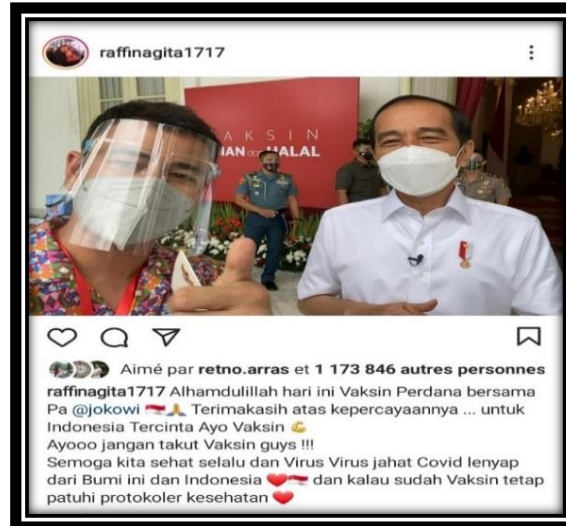 raffinagita1717
VAKSIN
AMAN dan HALAL
Aimé par retno.arras et 1 173 846 autres personnes
raffinagita1717 Alhamdulillah hari ini Vaksin Perdana bersama
Pa @jokowi 🇮🇩🙏 Terimakasih atas kepercayaannya ... untuk
Indonesia Tercinta Ayo Vaksin 💪
Ayooo jangan takut Vaksin guys !!!
Semoga kita sehat selalu dan Virus Virus jahat Covid lenyap
dari Bumi ini dan Indonesia ❤️🇮🇩 dan kalau sudah Vaksin tetap
patuhi protokoler kesehatan ❤️